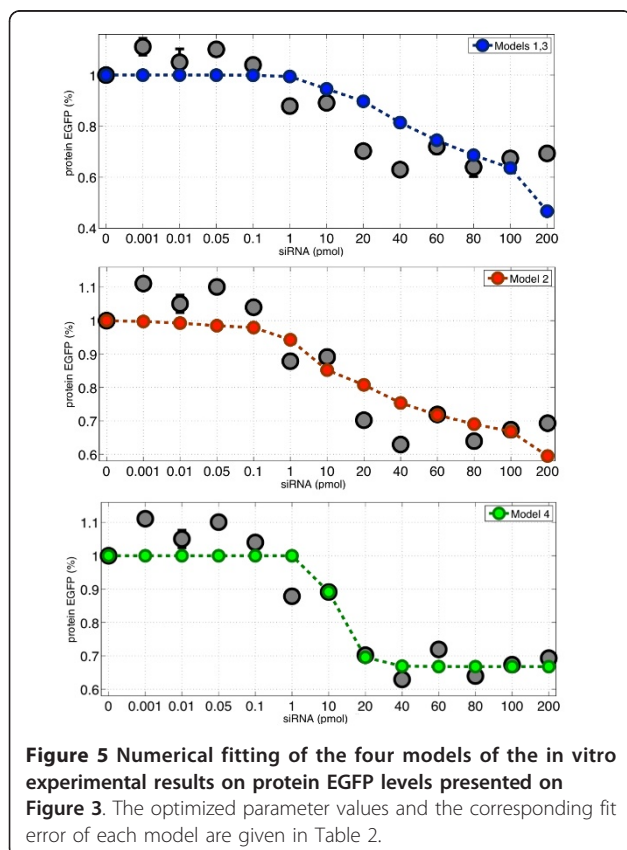 Models 1,3
protein EGFP (%)
1
0.8
0.6
0.4
0 0.001 0.01 0.05 0.1 1 10 20 40 60 80 100 200
siRNA (pmol)
Model 2
protein EGFP (%)
1.1
1
0.9
0.8
0.7
0.6
0 0.001 0.01 0.05 0.1 1 10 20 40 60 80 100 200
siRNA (pmol)
Model 4
protein EGFP (%)
1.1
1
0.9
0.8
0.7
0.6
0 0.001 0.01 0.05 0.1 1 10 20 40 60 80 100 200
siRNA (pmol)
Figure 5 Numerical fitting of the four models of the in vitro
experimental results on protein EGFP levels presented on
Figure 3. The optimized parameter values and the corresponding fit
error of each model are given in Table 2.